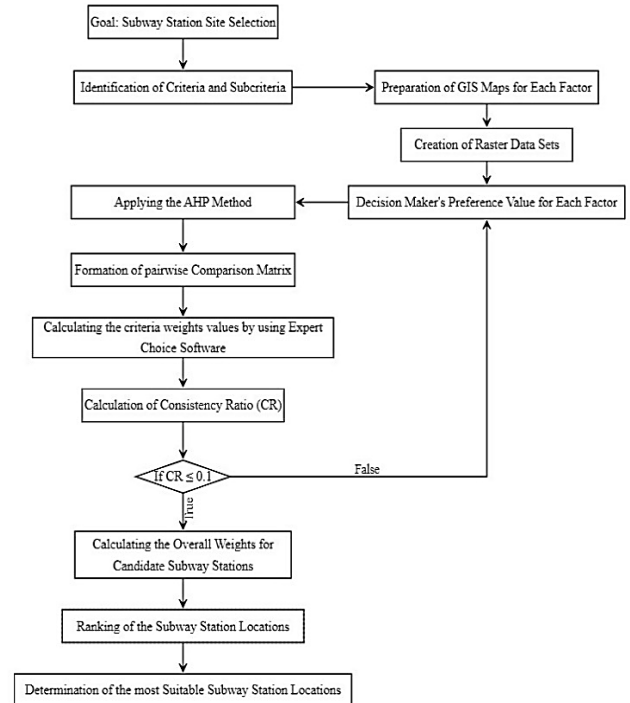 Goal: Subway Station Site Selection
Identification of Criteria and Subcriteria
Preparation of GIS Maps for Each Factor
Creation of Raster Data Sets
Decision Maker's Preference Value for Each Factor
Applying the AHP Method
Formation of pairwise Comparison Matrix
Calculating the criteria weights values by using Expert
Choice Software
Calculation of Consistency Ratio (CR)
If CR ≤ 0.1
False
True
Calculating the Overall Weights for
Candidate Subway Stations
Ranking of the Subway Station Locations
Determination of the most Suitable Subway Station Locations